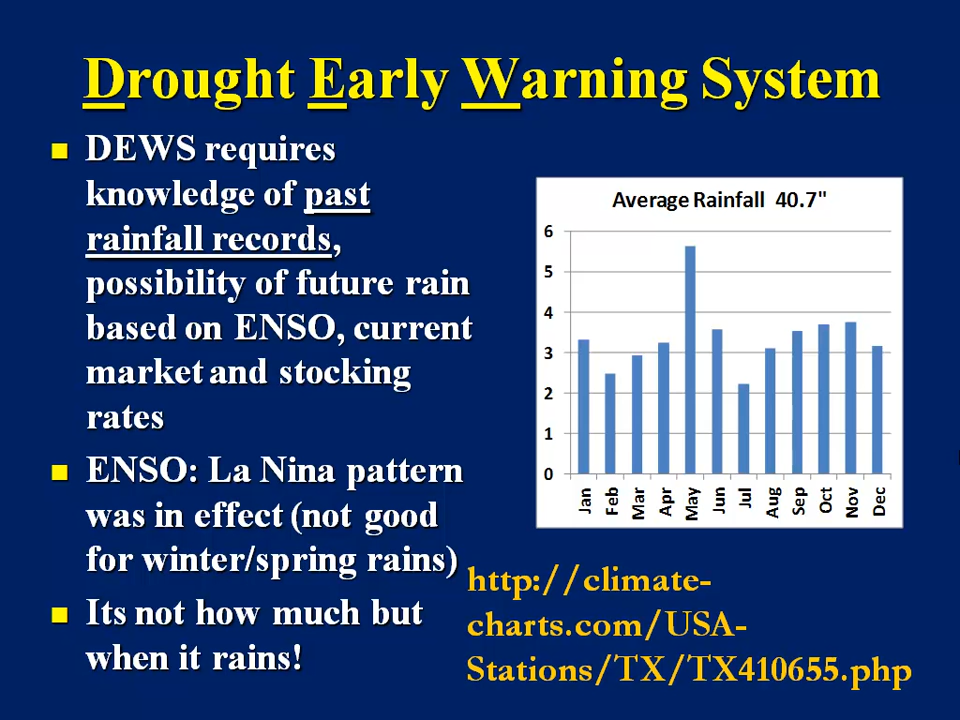 Drought Early Warning System
DEWS requires
knowledge of past
rainfall records,
possibility of future rain
based on ENSO, current
market and stocking
rates
ENSO: La Nina pattern
was in effect (not good
for winter/spring rains)
Its not how much but
when it rains!
Average Rainfall 40.7"
6
5
4
3
2
1
0
Jan Feb Mar Apr May Jun Jul Aug Sep Oct Nov Dec
http://climate-
charts.com/USA-
Stations/TX/TX410655.php